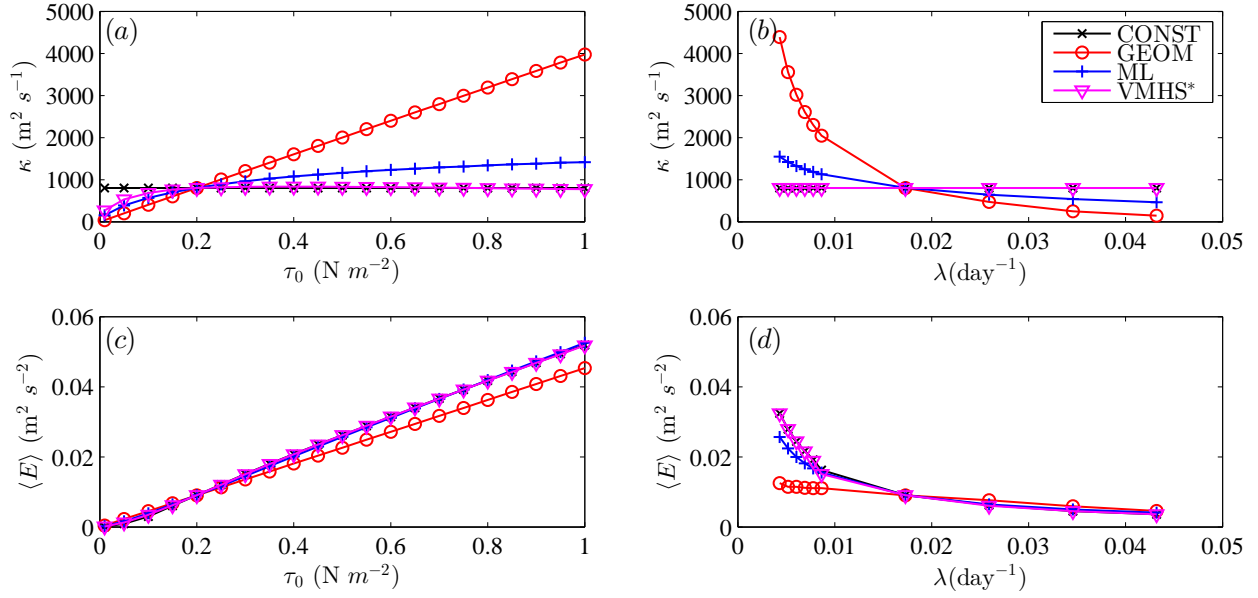 (a)
κ (m² s⁻¹)
5000
4000
3000
2000
1000
0
0 0.2 0.4 0.6 0.8 1
τ₀ (N m⁻²)
(b)
κ (m² s⁻¹)
5000
4000
3000
2000
1000
0
0 0.01 0.02 0.03 0.04 0.05
λ(day⁻¹)
CONST
GEOM
ML
VMHS*
(c)
⟨E⟩ (m² s⁻²)
0.06
0.04
0.02
0
0 0.2 0.4 0.6 0.8 1
τ₀ (N m⁻²)
(d)
⟨E⟩ (m² s⁻²)
0.06
0.04
0.02
0
0 0.01 0.02 0.03 0.04 0.05
λ(day⁻¹)